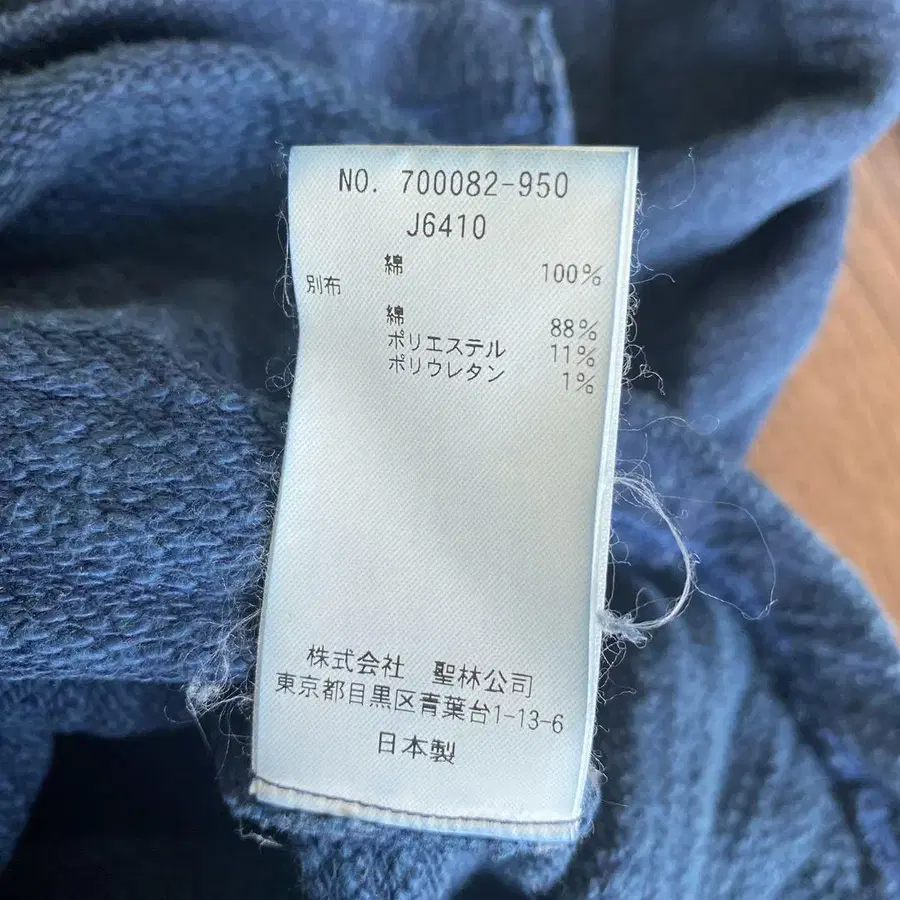 NO. 700082-950
J6410
綿 100%
別布
綿 88%
ポリエステル 11%
ポリウレタン 1%
株式会社 聖林公司
東京都目黒区青葉台1-13-6
日本製